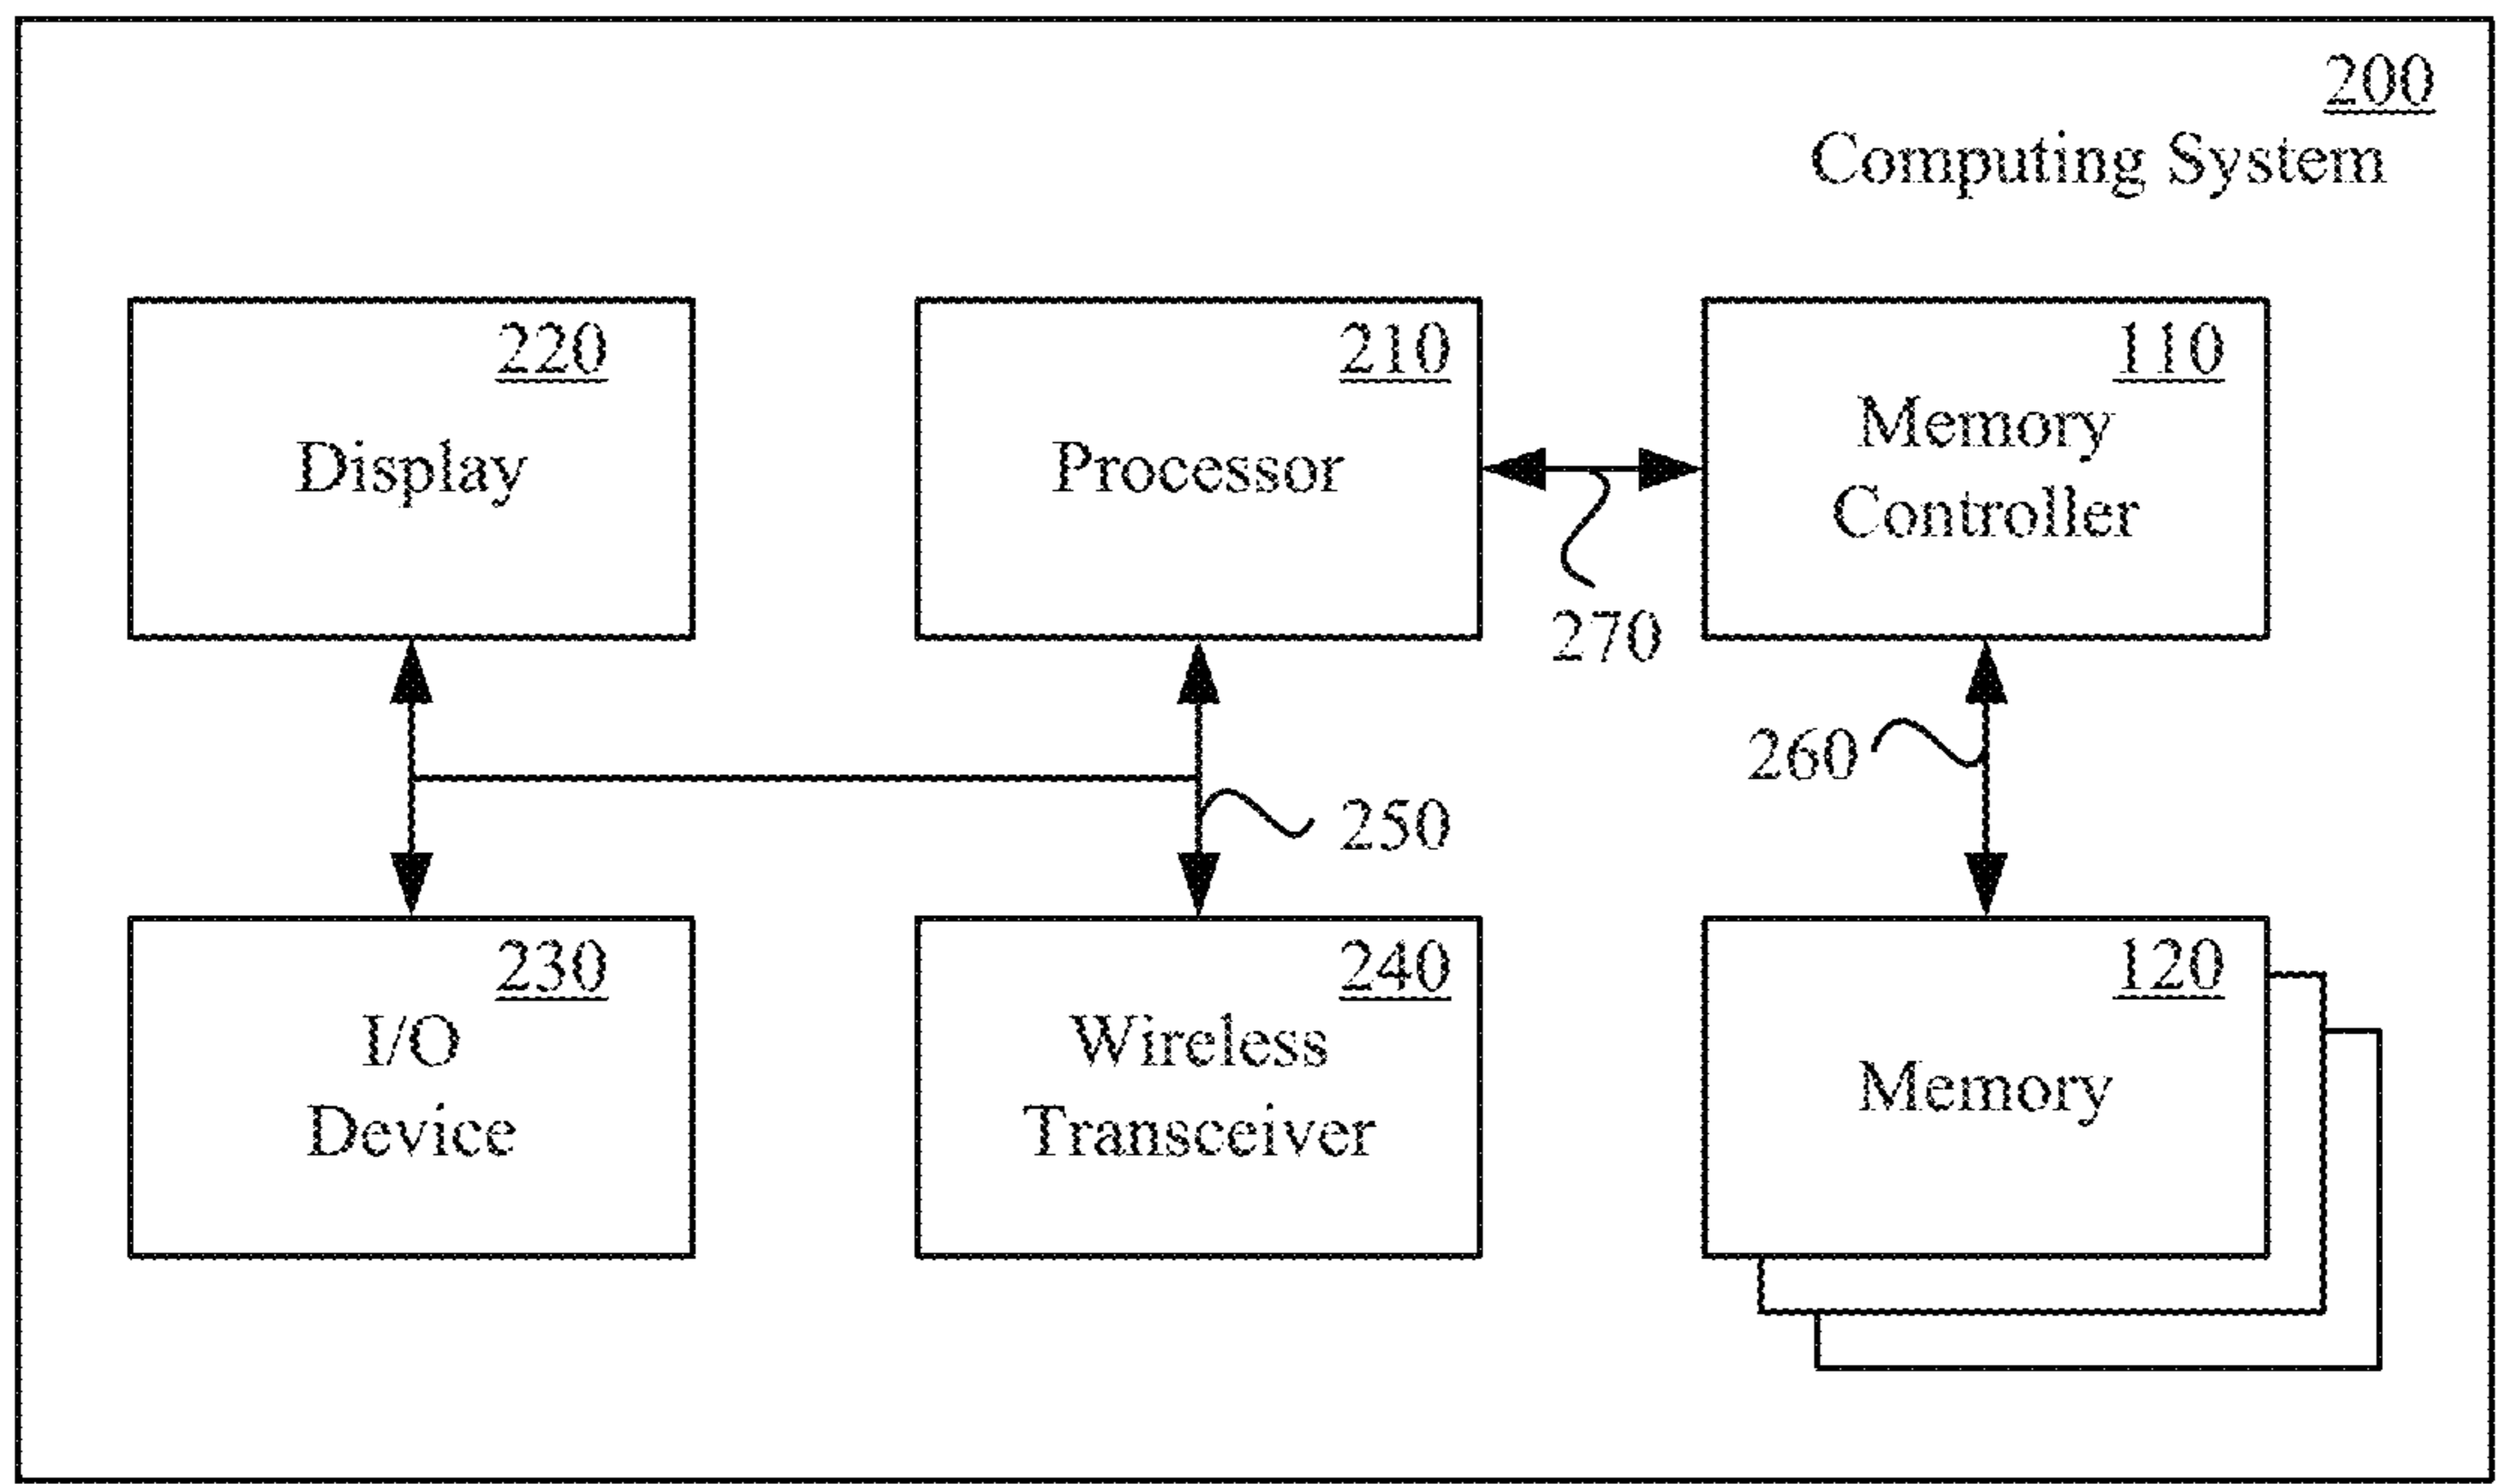 200
Computing System
220
Display
210
Processor
110
Memory
Controller
270
260
250
230
I/O
Device
240
Wireless
Transceiver
120
Memory